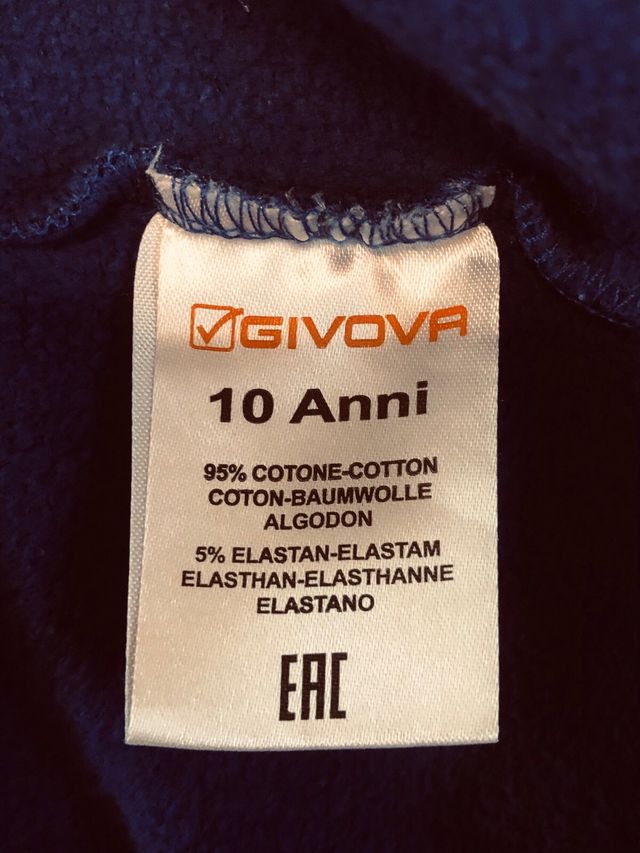 GIVOVA
10 Anni
95% COTONE-COTTON
COTON-BAUMWOLLE
ALGODON
5% ELASTAN-ELASTAM
ELASTHAN-ELASTHANNE
ELASTANO
EAC